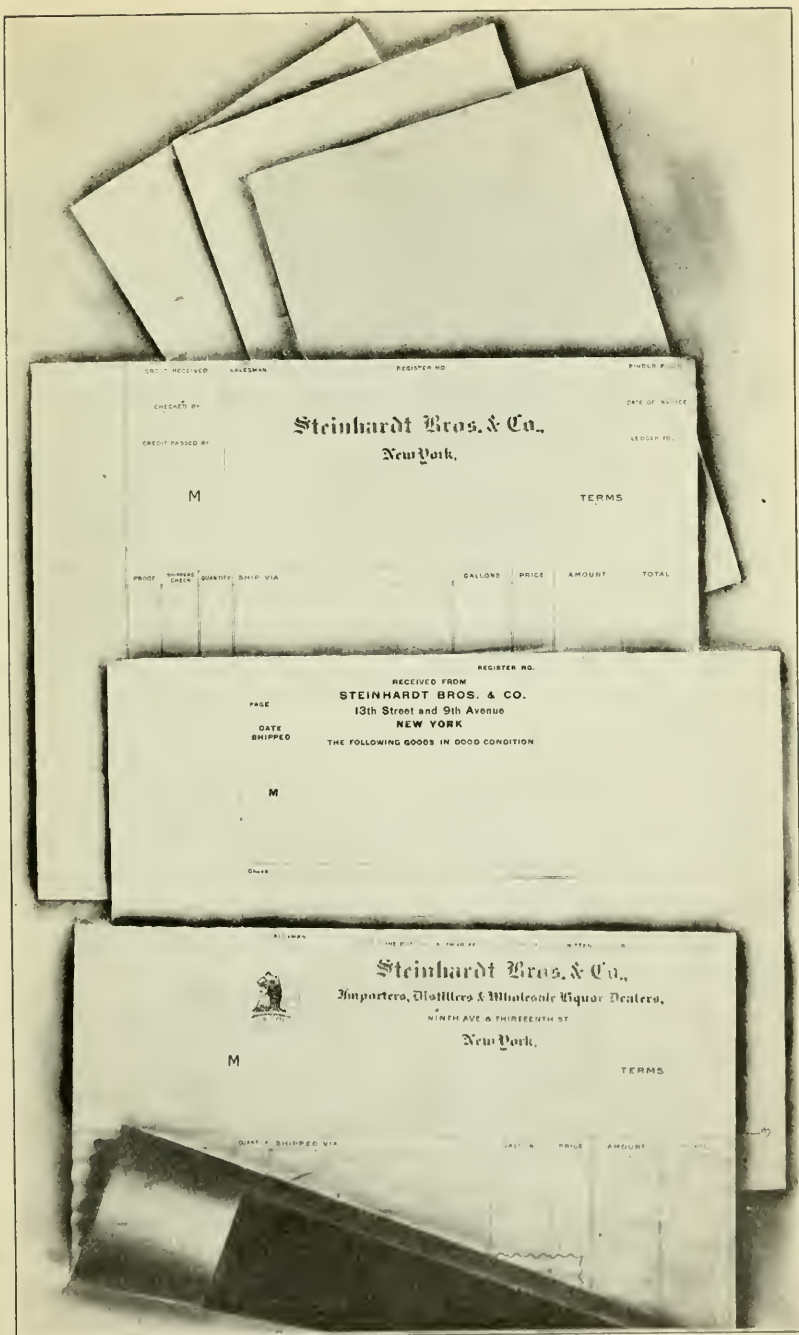 RECEIVED SALESMAN REGISTER NO. BINDER
CHECKED BY
DATE OF INVOICE
Steinhardt Bros. & Co.,
CREDIT PASSED BY
LEDGER
New York.
M
TERMS
PROOF SHIPPERS CHECK QUANTITY SHIP VIA GALLONS PRICE AMOUNT TOTAL
REGISTER NO.
RECEIVED FROM
STEINHARDT BROS. & CO.
PAGE
13th Street and 9th Avenue
NEW YORK
DATE SHIPPED
THE FOLLOWING GOODS IN GOOD CONDITION
M
Steinhardt Bros. & Co.,
Importers, Distillers & Wholesale Liquor Dealers,
NINTH AVE & THIRTEENTH ST
New York.
M
TERMS
SHIPPED VIA PRICE AMOUNT